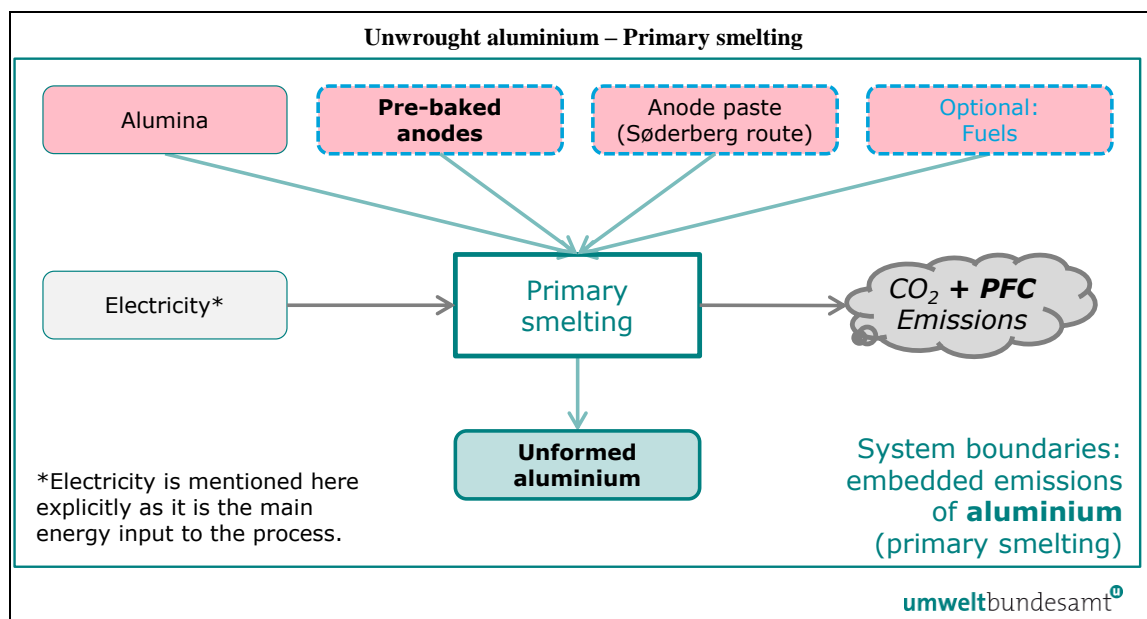 Unwrought aluminium – Primary smelting
Alumina
Pre-baked
anodes
Anode paste
(Søderberg route)
Optional:
Fuels
Electricity*
Primary
smelting
CO₂ + PFC
Emissions
Unformed
aluminium
*Electricity is mentioned here
explicitly as it is the main
energy input to the process.
System boundaries:
embedded emissions
of aluminium
(primary smelting)
umweltbundesamt